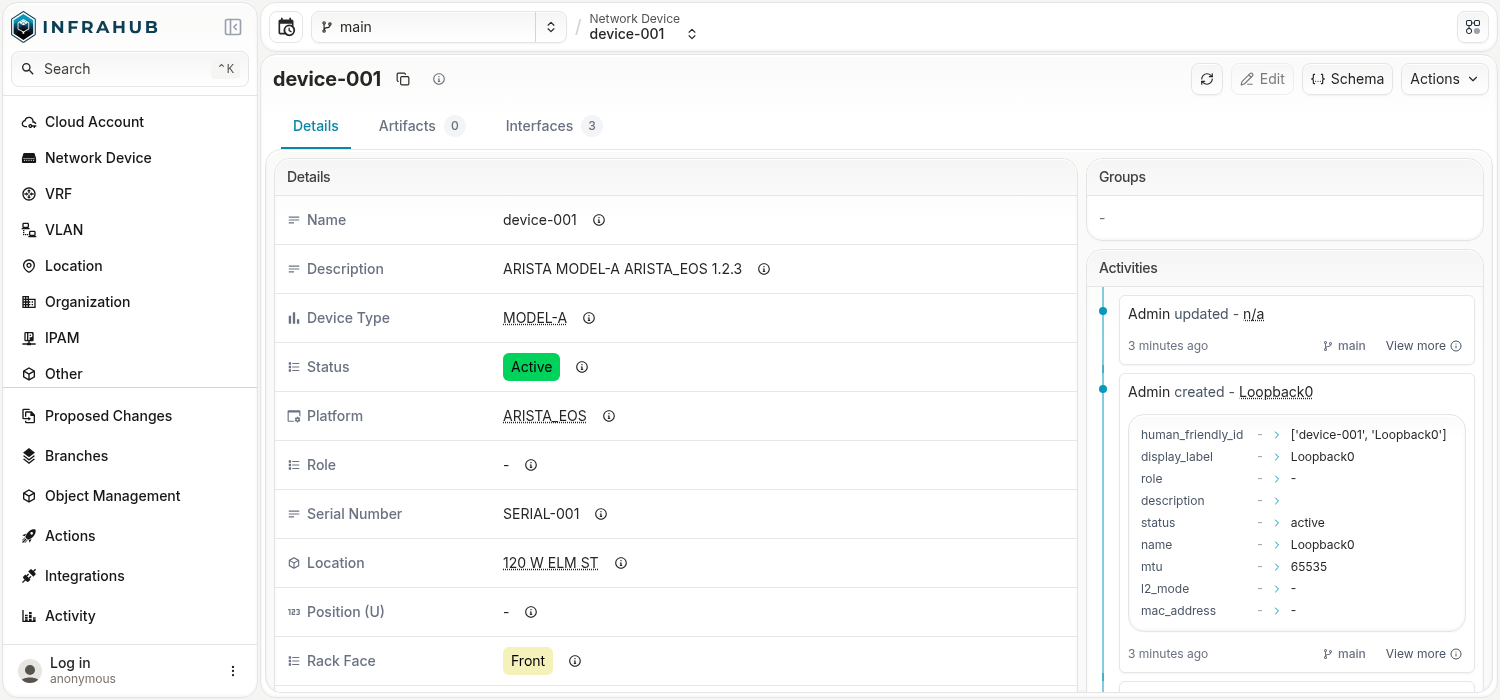 INFRAHUB
Search ⌃K
Cloud Account
Network Device
VRF
VLAN
Location
Organization
IPAM
Other
Proposed Changes
Branches
Object Management
Actions
Integrations
Activity
Log in
anonymous
main
/
Network Device
device-001
device-001
Edit
{..} Schema
Actions
Details
Artifacts 0
Interfaces 3
Details
Name device-001
Description ARISTA MODEL-A ARISTA_EOS 1.2.3
Device Type MODEL-A
Status Active
Platform ARISTA_EOS
Role -
Serial Number SERIAL-001
Location 120 W ELM ST
123 Position (U) -
Rack Face Front
Groups
-
Activities
Admin updated - n/a
3 minutes ago main View more
Admin created - Loopback0
human_friendly_id - > ['device-001', 'Loopback0']
display_label - > Loopback0
role - > -
description - >
status - > active
name - > Loopback0
mtu - > 65535
l2_mode - > -
mac_address - > -
3 minutes ago main View more